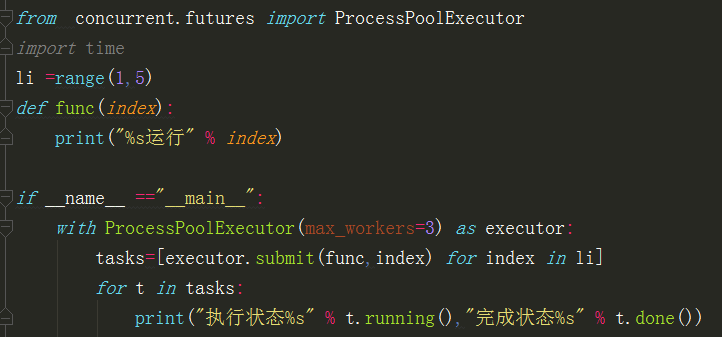 from concurrent.futures import ProcessPoolExecutor
import time
li =range(1,5)
def func(index):
    print("%s运行" % index)

if __name__ =="__main__":
    with ProcessPoolExecutor(max_workers=3) as executor:
        tasks=[executor.submit(func,index) for index in li]
        for t in tasks:
            print("执行状态%s" % t.running(),"完成状态%s" % t.done())